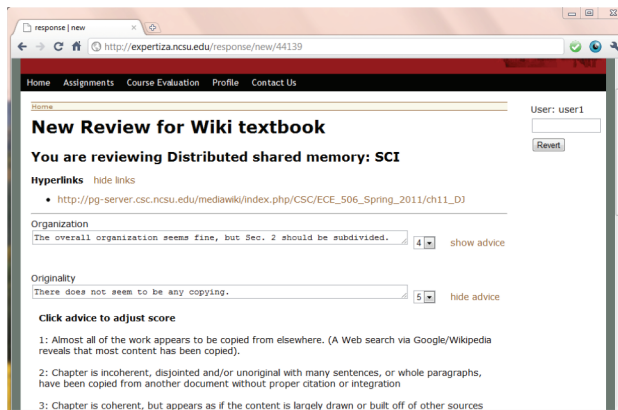 response | new
http://expertiza.ncsu.edu/response/new/44139
Home Assignments Course Evaluation Profile Contact Us
Home
User: user1
New Review for Wiki textbook
Revert
You are reviewing Distributed shared memory: SCI
Hyperlinks hide links
http://pg-server.csc.ncsu.edu/mediawiki/index.php/CSC/ECE_506_Spring_2011/ch11_DJ
Organization
The overall organization seems fine, but Sec. 2 should be subdivided. 4 show advice
Originality
There does not seem to be any copying. 5 hide advice
Click advice to adjust score
1: Almost all of the work appears to be copied from elsewhere. (A Web search via Google/Wikipedia
reveals that most content has been copied).
2: Chapter is incoherent, disjointed and/or unoriginal with many sentences, or whole paragraphs,
have been copied from another document without proper citation or integration
3: Chapter is coherent, but appears as if the content is largely drawn or built off of other sources